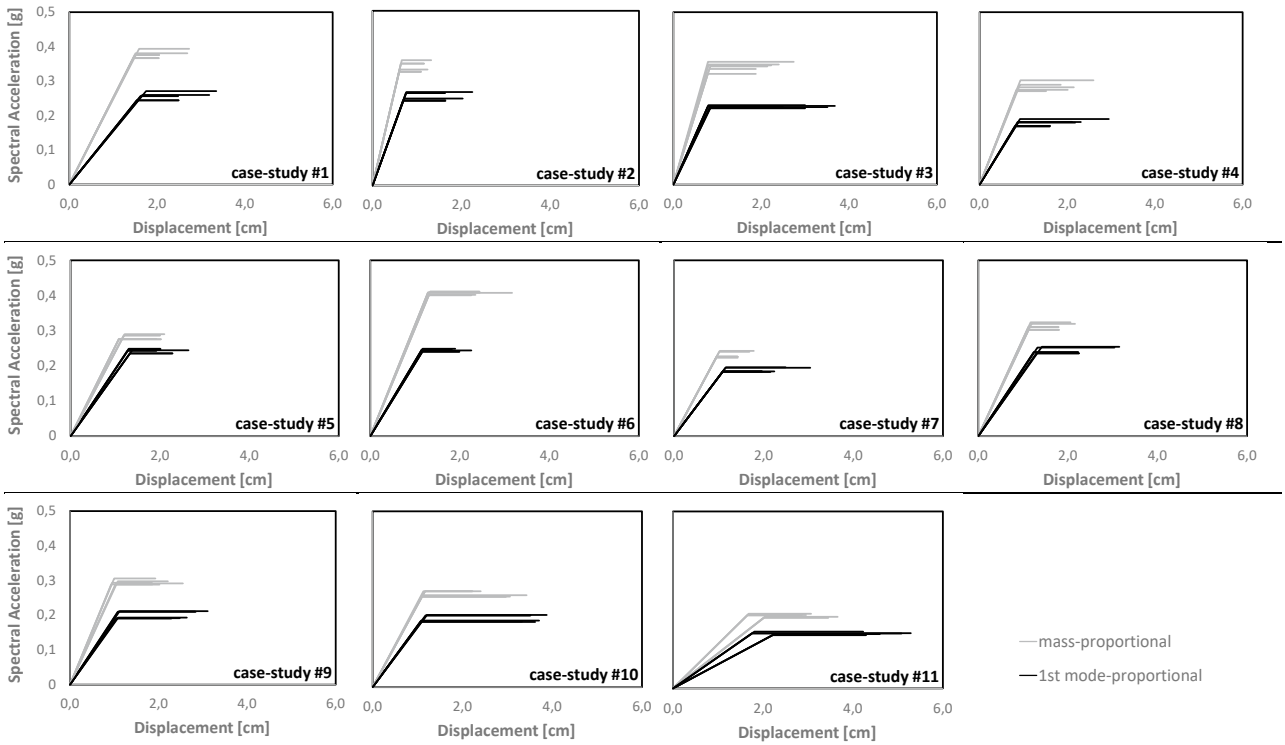 0,5
0,4
0,3
0,2
0,1
0
Spectral Acceleration [g]
case-study #1
0,0 2,0 4,0 6,0
Displacement [cm]
case-study #2
0,0 2,0 4,0 6,0
Displacement [cm]
case-study #3
0,0 2,0 4,0 6,0
Displacement [cm]
case-study #4
0,0 2,0 4,0 6,0
Displacement [cm]
0,5
0,4
0,3
0,2
0,1
0
Spectral Acceleration [g]
case-study #5
0,0 2,0 4,0 6,0
Displacement [cm]
case-study #6
0,0 2,0 4,0 6,0
Displacement [cm]
case-study #7
0,0 2,0 4,0 6,0
Displacement [cm]
case-study #8
0,0 2,0 4,0 6,0
Displacement [cm]
0,5
0,4
0,3
0,2
0,1
0
Spectral Acceleration [g]
case-study #9
0,0 2,0 4,0 6,0
Displacement [cm]
case-study #10
0,0 2,0 4,0 6,0
Displacement [cm]
case-study #11
0,0 2,0 4,0 6,0
Displacement [cm]
mass-proportional
1st mode-proportional